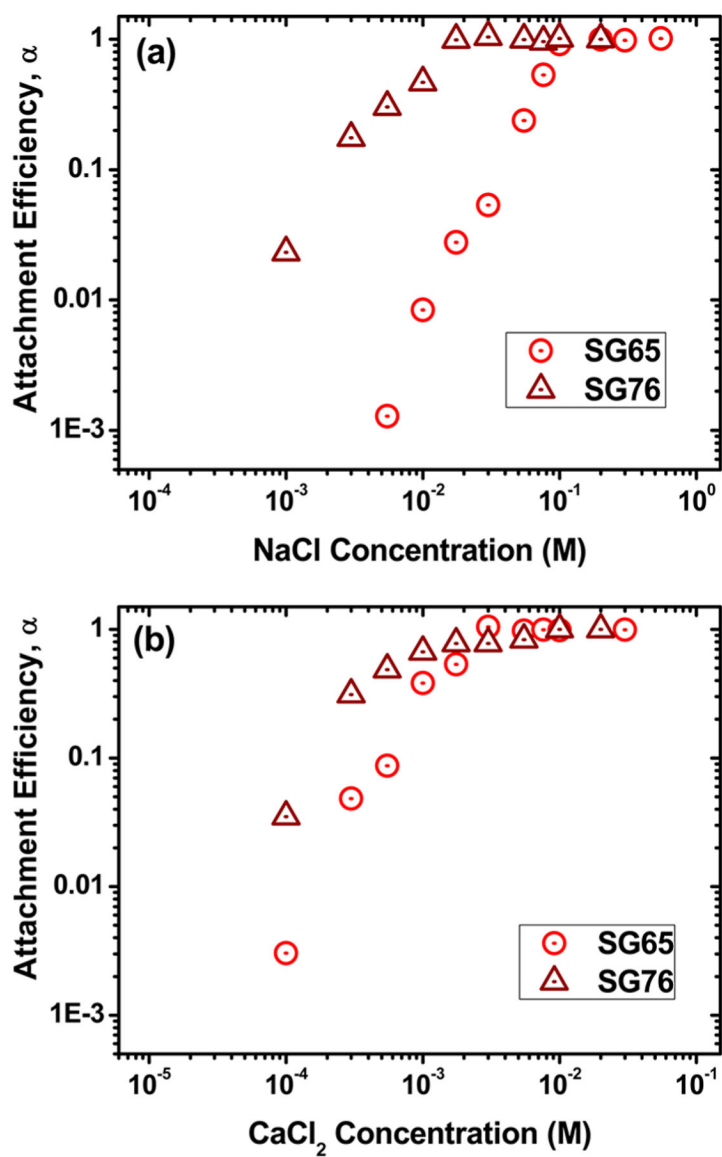 (a)
Attachment Efficiency, α
1
0.1
0.01
1E-3
SG65
SG76
10⁻⁴ 10⁻³ 10⁻² 10⁻¹ 10⁰
NaCl Concentration (M)
(b)
Attachment Efficiency, α
1
0.1
0.01
1E-3
SG65
SG76
10⁻⁵ 10⁻⁴ 10⁻³ 10⁻² 10⁻¹
CaCl₂ Concentration (M)